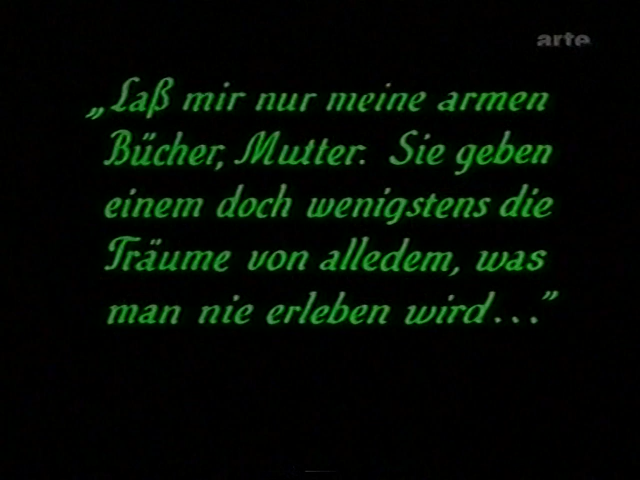 arte
„Laß mir nur meine armen
Bücher, Mutter. Sie geben
einem doch wenigstens die
Träume von alledem, was
man nie erleben wird..."